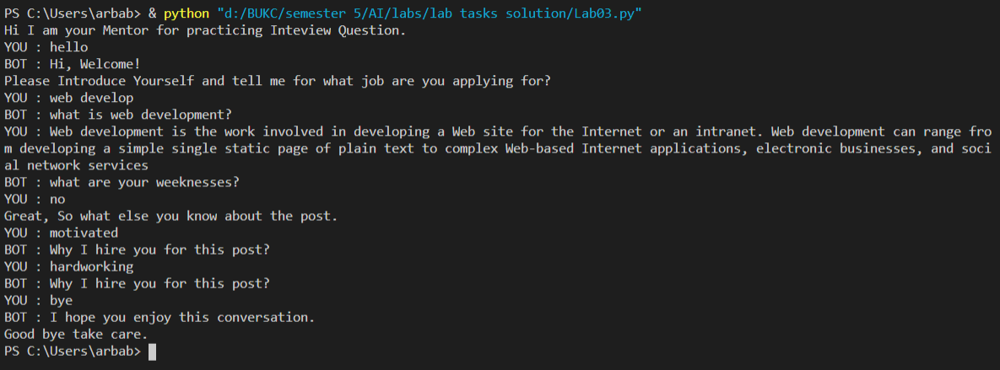 PS C:\Users\arbab> & python "d:/BUKC/semester 5/AI/labs/lab tasks solution/Lab03.py"
Hi I am your Mentor for practicing Inteview Question.
YOU : hello
BOT : Hi, Welcome!
Please Introduce Yourself and tell me for what job are you applying for?
YOU : web develop
BOT : what is web development?
YOU : Web development is the work involved in developing a Web site for the Internet or an intranet. Web development can range fro
m developing a simple single static page of plain text to complex Web-based Internet applications, electronic businesses, and soci
al network services
BOT : what are your weeknesses?
YOU : no
Great, So what else you know about the post.
YOU : motivated
BOT : Why I hire you for this post?
YOU : hardworking
BOT : Why I hire you for this post?
YOU : bye
BOT : I hope you enjoy this conversation.
Good bye take care.
PS C:\Users\arbab>